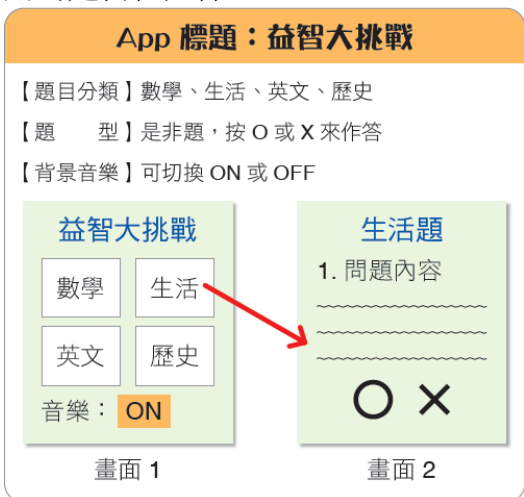 App 標題：益智大挑戰
【題目分類】數學、生活、英文、歷史
【題　　型】是非題，按 O 或 X 來作答
【背景音樂】可切換 ON 或 OFF
益智大挑戰
數學
生活
英文
歷史
音樂： ON
畫面 1
生活題
1. 問題內容
O X
畫面 2